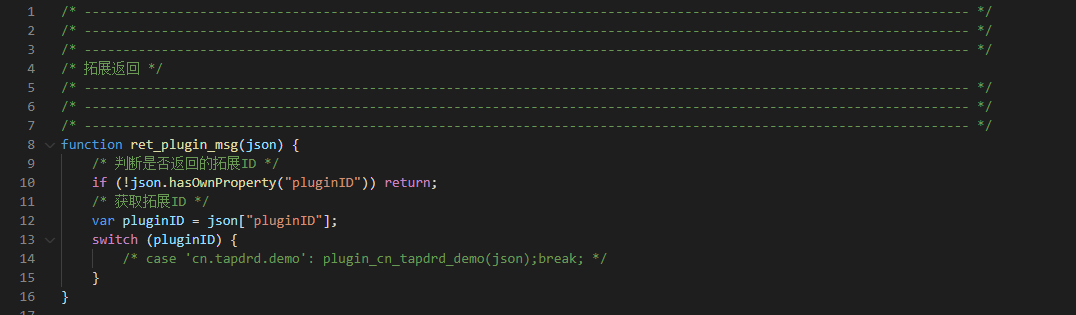 1 /* ----------------------------------------------------------------------------------------------------------------- */
2 /* ----------------------------------------------------------------------------------------------------------------- */
3 /* ----------------------------------------------------------------------------------------------------------------- */
4 /* 拓展返回 */
5 /* ----------------------------------------------------------------------------------------------------------------- */
6 /* ----------------------------------------------------------------------------------------------------------------- */
7 /* ----------------------------------------------------------------------------------------------------------------- */
8 function ret_plugin_msg(json) {
9     /* 判断是否返回的拓展ID */
10     if (!json.hasOwnProperty("pluginID")) return;
11     /* 获取拓展ID */
12     var pluginID = json["pluginID"];
13     switch (pluginID) {
14         /* case 'cn.tapdrd.demo': plugin_cn_tapdrd_demo(json);break; */
15     }
16 }
17